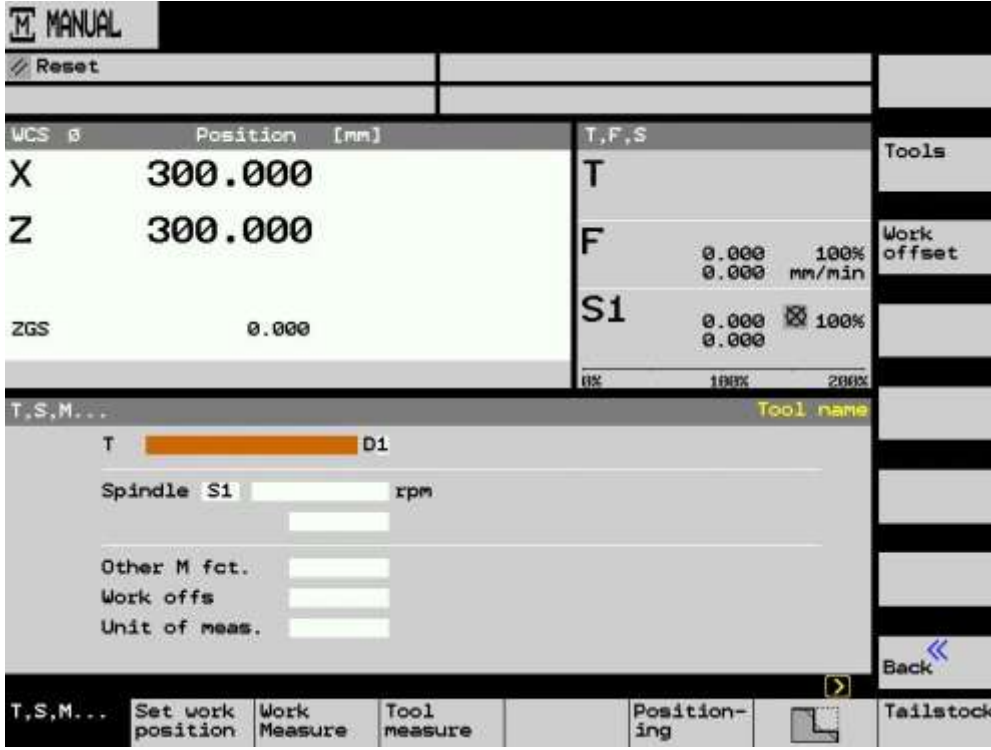 M MANUAL
Reset
WCS Ø Position [mm]
X 300.000
Z 300.000
ZGS 0.000
T,F,S
T
F 0.000 100%
0.000 mm/min
S1 0.000 100%
0.000
0% 100% 200%
Tools
Work
offset
T,S,M... Tool name
T D1
Spindle S1 rpm
Other M fct.
Work offs
Unit of meas.
Back «
>
T,S,M...
Set work
position
Work
Measure
Tool
measure
Position-
ing
Tailstock